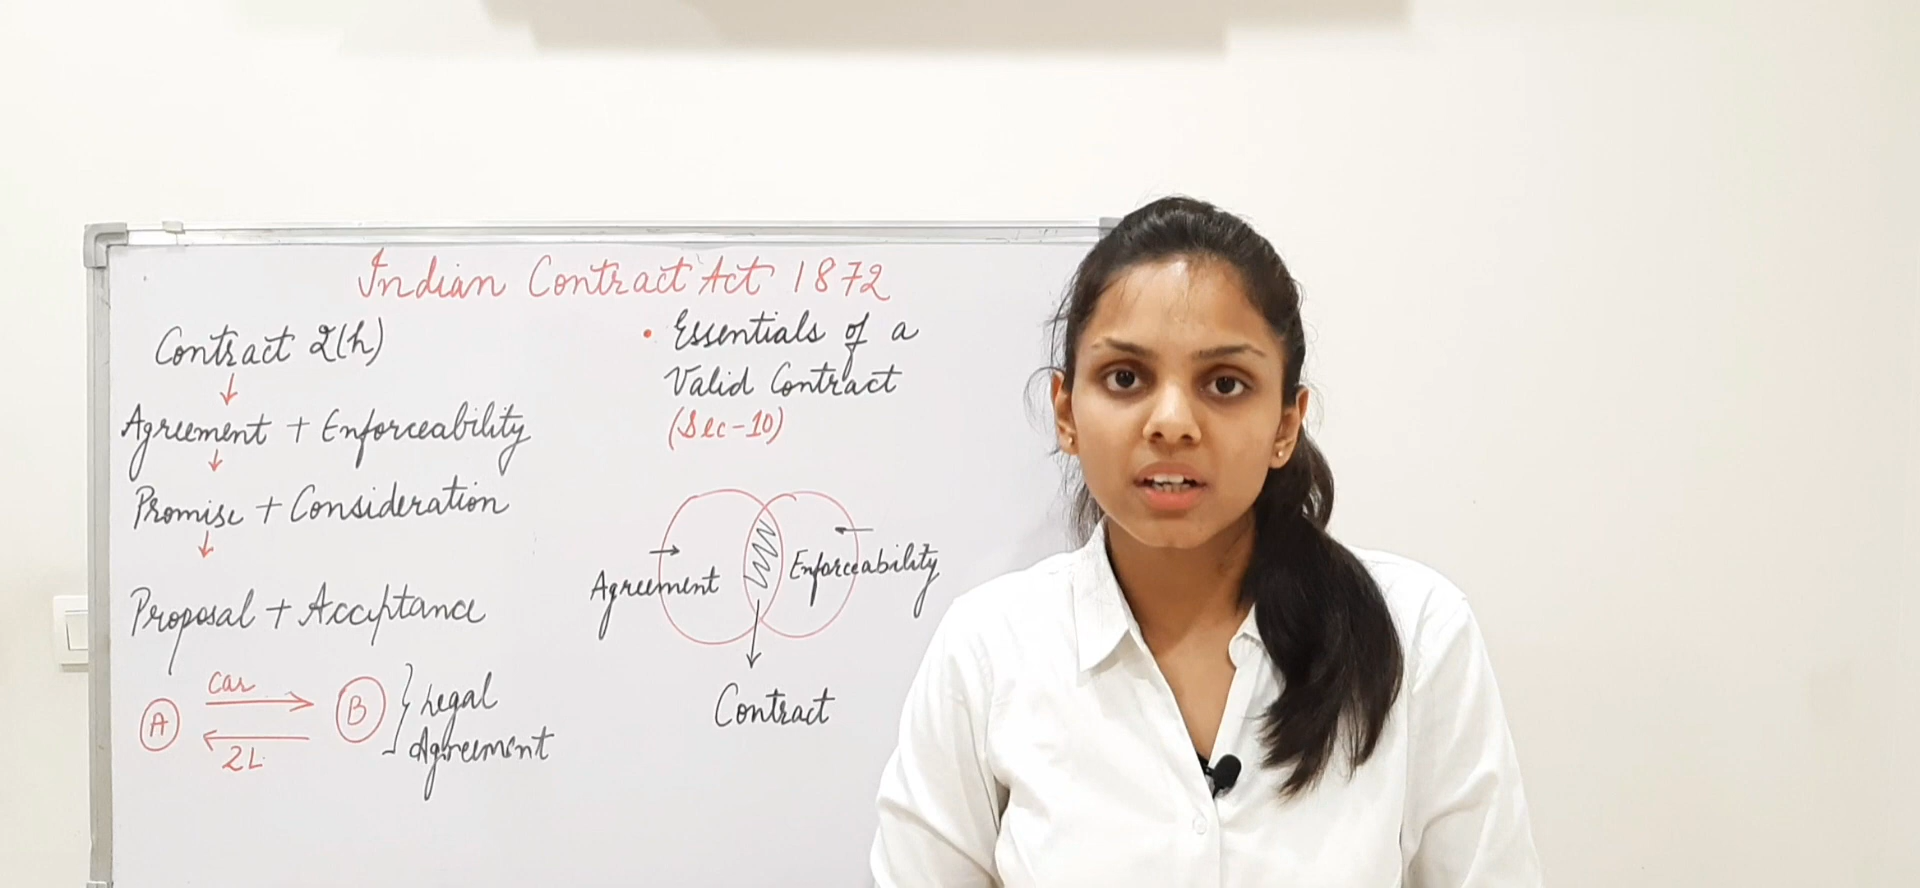 Indian Contract Act 1872
Contract 2(h)
Agreement + Enforceability
Promise + Consideration
Proposal + Acceptance
A
car
2L
B
Legal
Agreement
• Essentials of a
Valid Contract
(Sec-10)
Agreement
Enforceability
Contract